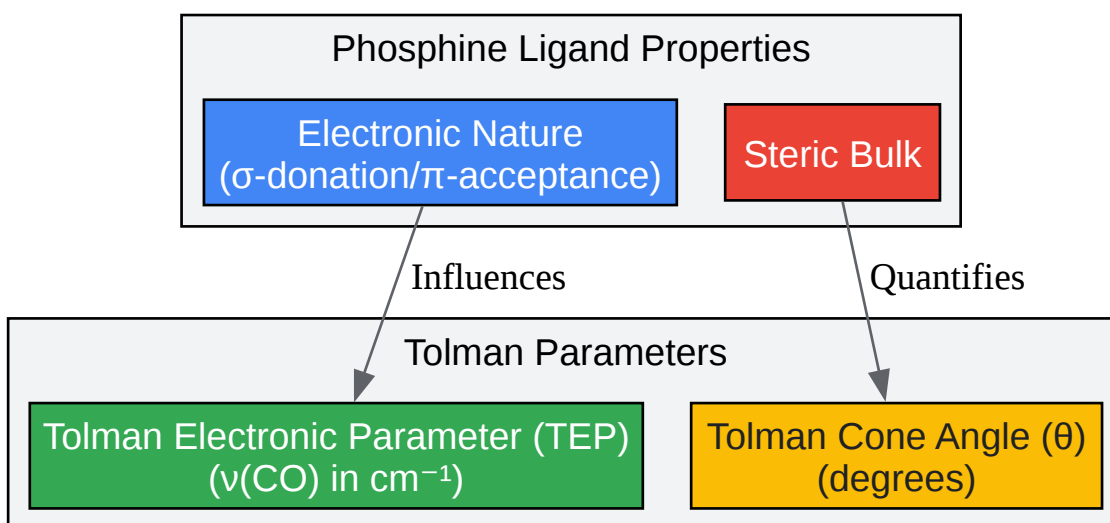 Phosphine Ligand Properties
Electronic Nature
(σ-donation/π-acceptance)
Steric Bulk
Influences
Quantifies
Tolman Parameters
Tolman Electronic Parameter (TEP)
(ν(CO) in cm⁻¹)
Tolman Cone Angle (θ)
(degrees)